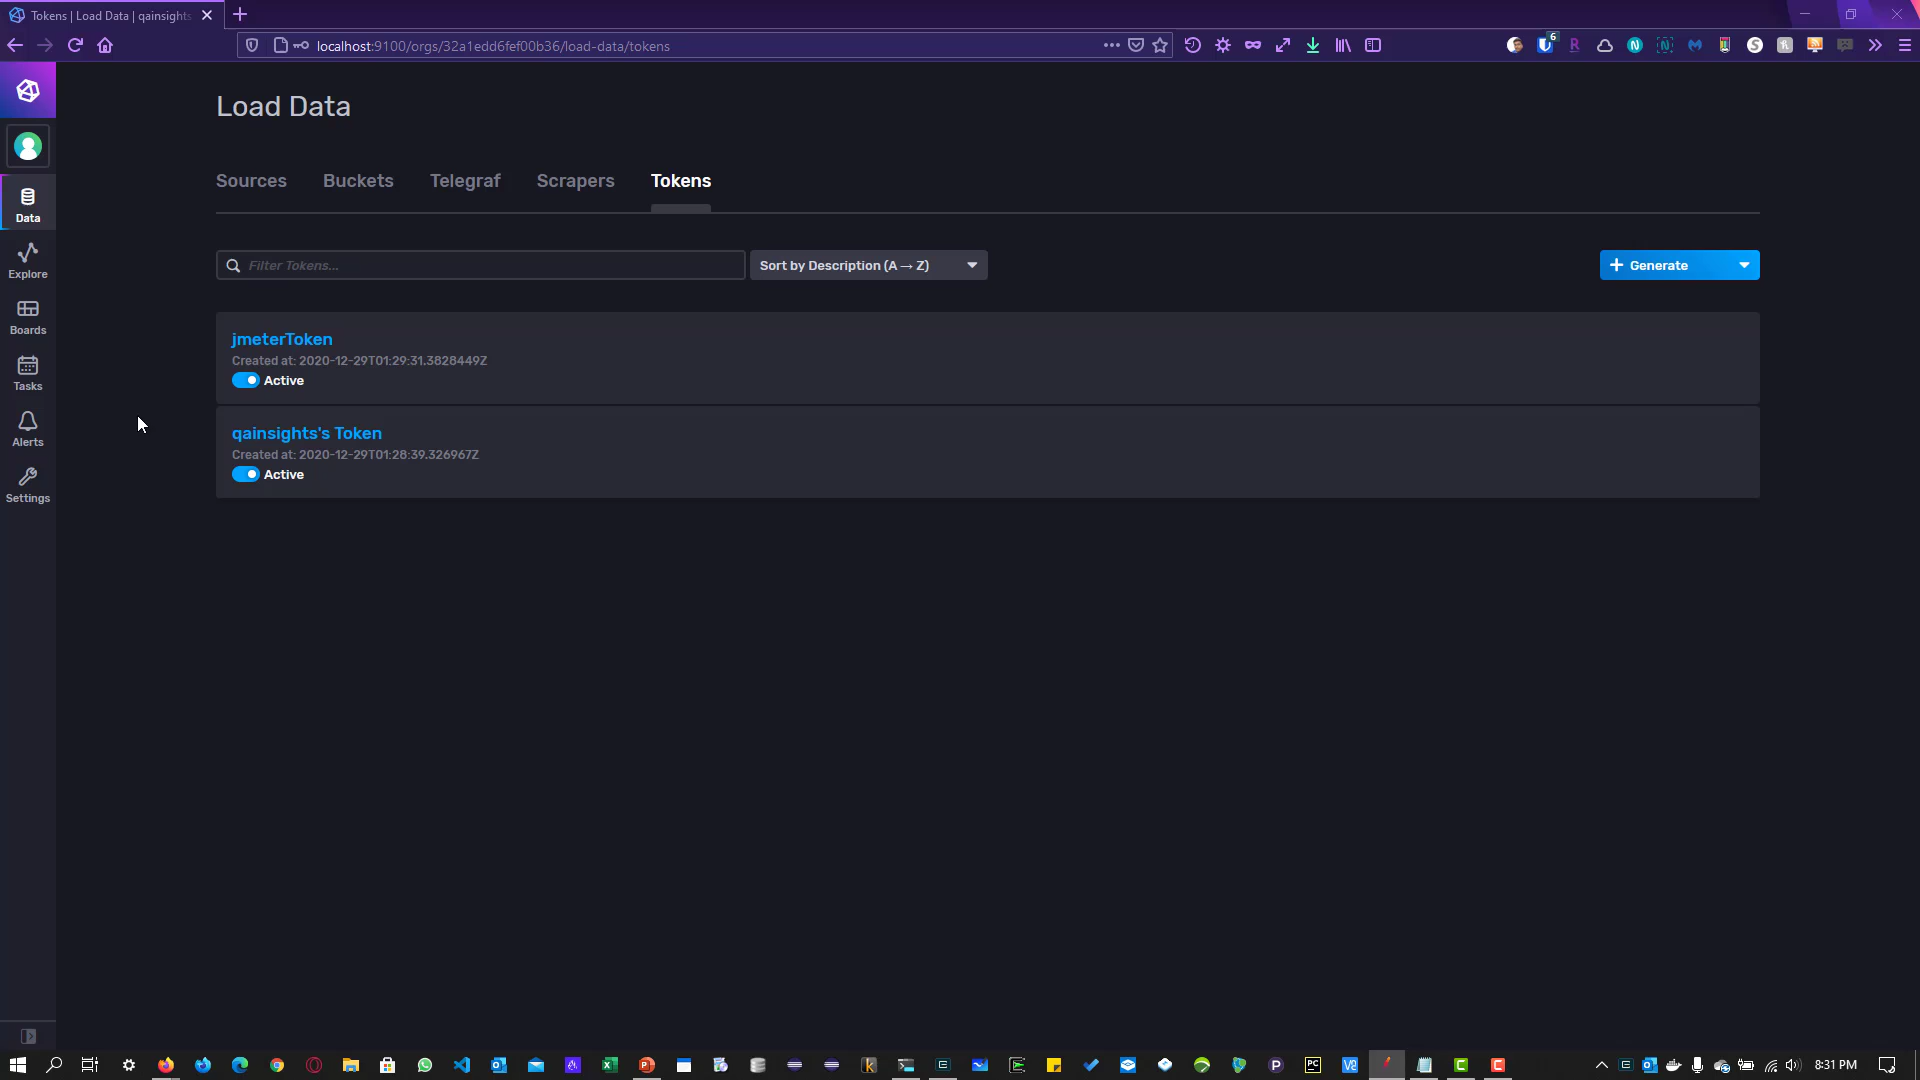 Tokens | Load Data | qainsights
localhost:9100/orgs/32a1edd6fef00b36/load-data/tokens
6
Load Data
Sources
Buckets
Telegraf
Scrapers
Tokens
Data
Explore
Boards
Tasks
Alerts
Settings
Filter Tokens...
Sort by Description (A → Z)
+ Generate
jmeterToken
Created at: 2020-12-29T01:29:31.3828449Z
Active
qainsights's Token
Created at: 2020-12-29T01:28:39.326967Z
Active
8:31 PM